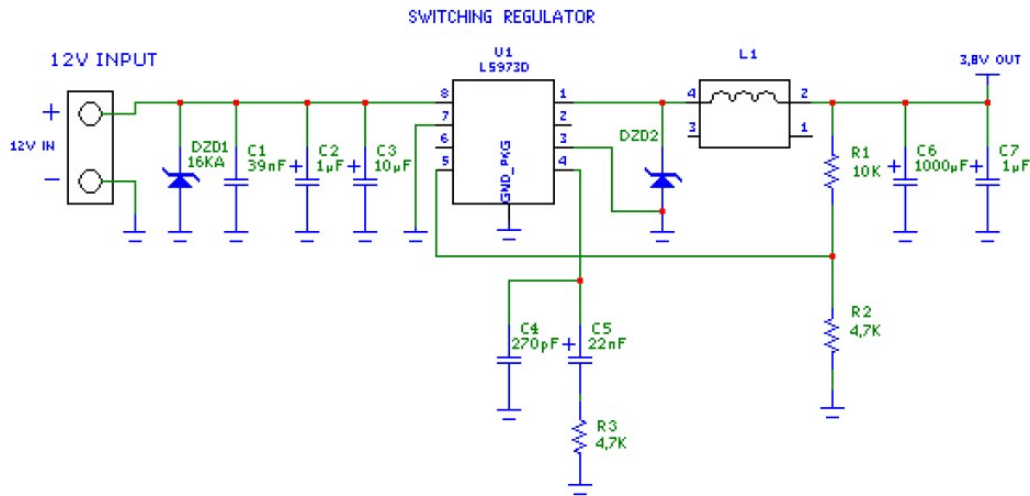 SWITCHING REGULATOR
12V INPUT
+
12V IN
−
DZD1
16KA
C1
39nF
+
C2
1µF
+
C3
10µF
U1
L5973D
8
7
6
5
1
2
3
4
GND_PKG
DZD2
L1
4
3
2
1
3,8V OUT
R1
10K
+
C6
1000µF
+
C7
1µF
R2
4,7K
C4
270pF
+
C5
22nF
R3
4,7K